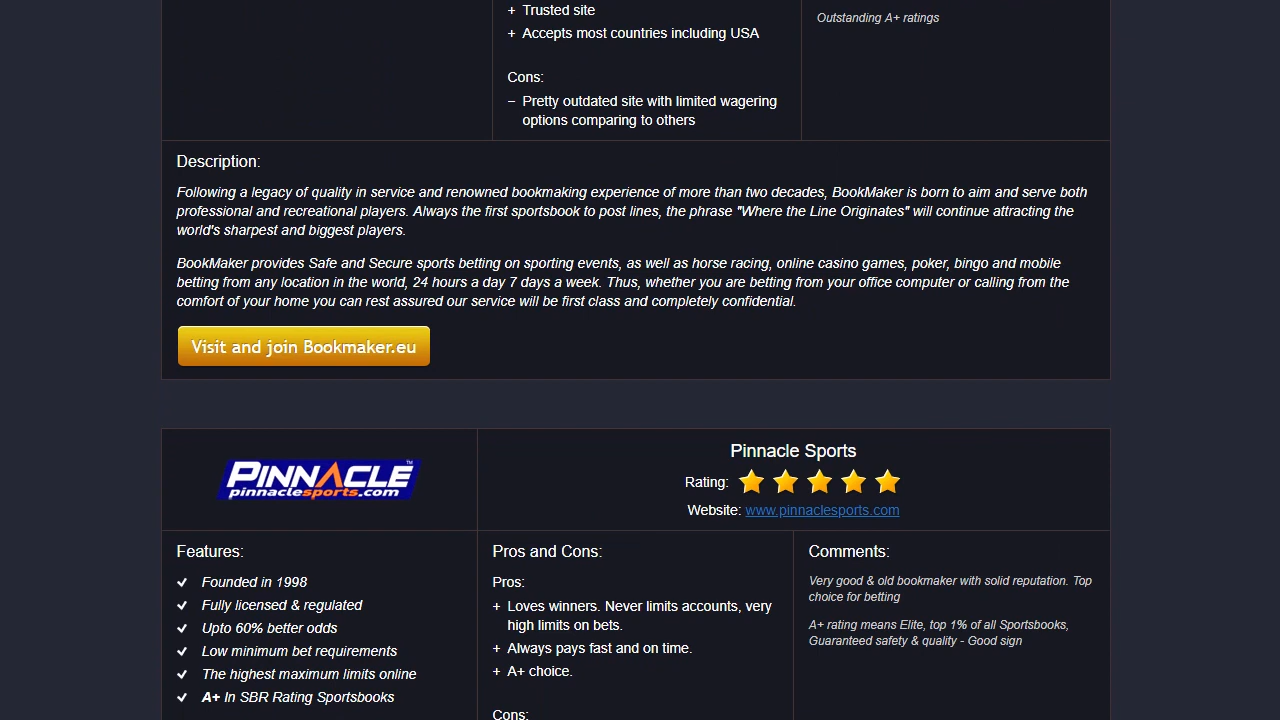 + Trusted site
+ Accepts most countries including USA
Cons:
– Pretty outdated site with limited wagering
options comparing to others
Outstanding A+ ratings
Description:
Following a legacy of quality in service and renowned bookmaking experience of more than two decades, BookMaker is born to aim and serve both
professional and recreational players. Always the first sportsbook to post lines, the phrase "Where the Line Originates" will continue attracting the
world's sharpest and biggest players.
BookMaker provides Safe and Secure sports betting on sporting events, as well as horse racing, online casino games, poker, bingo and mobile
betting from any location in the world, 24 hours a day 7 days a week. Thus, whether you are betting from your office computer or calling from the
comfort of your home you can rest assured our service will be first class and completely confidential.
Visit and join Bookmaker.eu
PINNACLE™
pinnaclesports.com
Pinnacle Sports
Rating:
Website: www.pinnaclesports.com
Features:
Founded in 1998
Fully licensed & regulated
Upto 60% better odds
Low minimum bet requirements
The highest maximum limits online
A+ In SBR Rating Sportsbooks
Pros and Cons:
Pros:
+ Loves winners. Never limits accounts, very
high limits on bets.
+ Always pays fast and on time.
+ A+ choice.
Cons:
Comments:
Very good & old bookmaker with solid reputation. Top
choice for betting
A+ rating means Elite, top 1% of all Sportsbooks,
Guaranteed safety & quality - Good sign